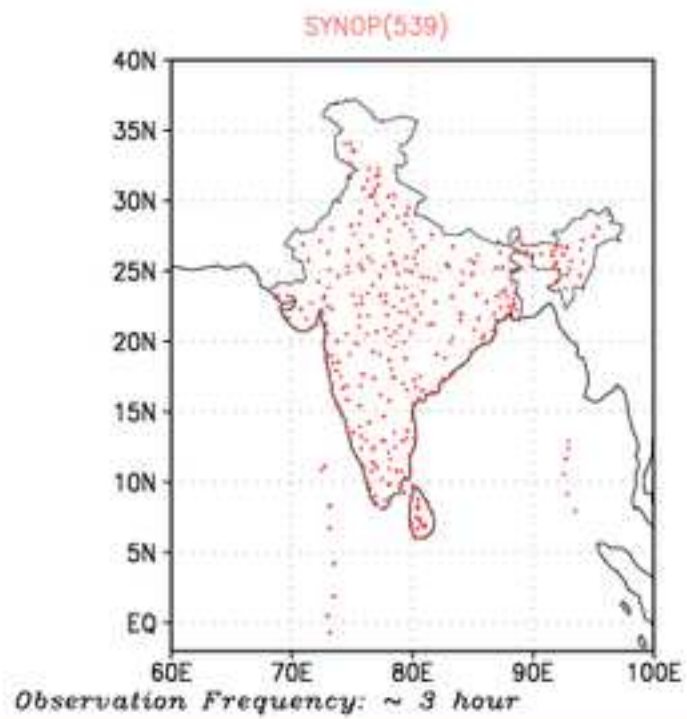 SYNOP(539)
40N
35N
30N
25N
20N
15N
10N
5N
EQ
60E 70E 80E 90E 100E
Observation Frequency: ~ 3 hour